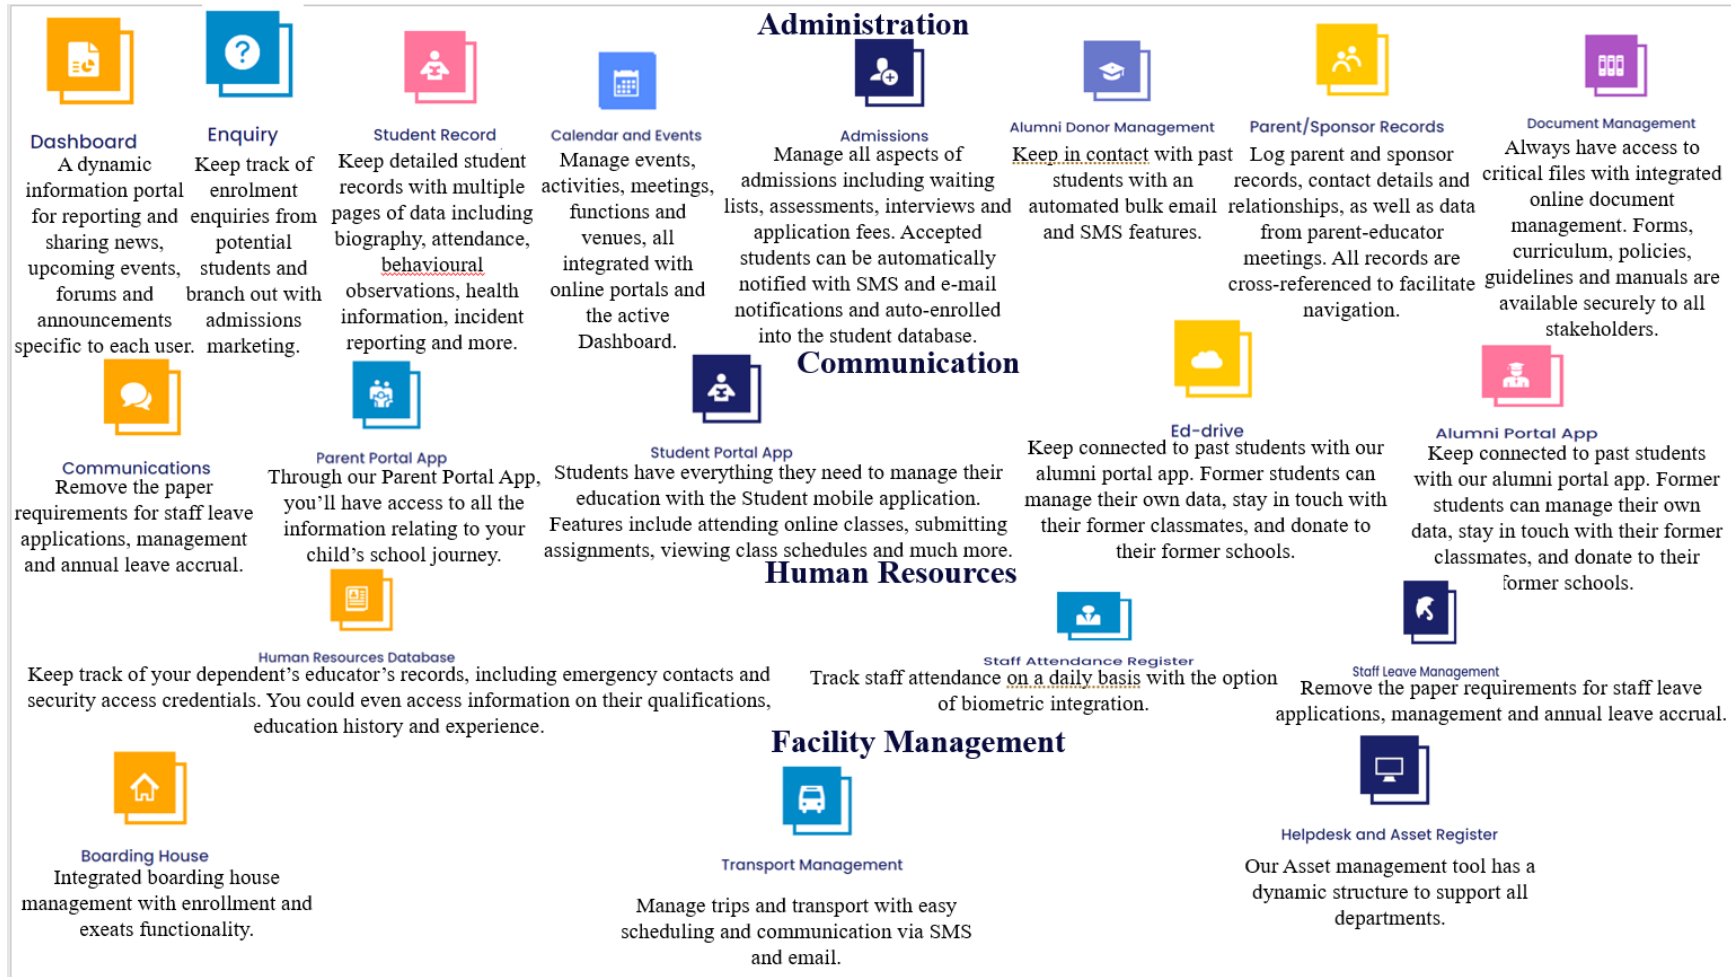 Administration
Dashboard
A dynamic
information portal
for reporting and
sharing news,
upcoming events,
forums and
announcements
specific to each user.
Enquiry
Keep track of
enrolment
enquiries from
potential
students and
branch out with
admissions
marketing.
Student Record
Keep detailed student
records with multiple
pages of data including
biography, attendance,
behavioural
observations, health
information, incident
reporting and more.
Calendar and Events
Manage events,
activities, meetings,
functions and
venues, all
integrated with
online portals and
the active
Dashboard.
Admissions
Manage all aspects of
admissions including waiting
lists, assessments, interviews and
application fees. Accepted
students can be automatically
notified with SMS and e-mail
notifications and auto-enrolled
into the student database.
Alumni Donor Management
Keep in contact with past
students with an
automated bulk email
and SMS features.
Parent/Sponsor Records
Log parent and sponsor
records, contact details and
relationships, as well as data
from parent-educator
meetings. All records are
cross-referenced to facilitate
navigation.
Document Management
Always have access to
critical files with integrated
online document
management. Forms,
curriculum, policies,
guidelines and manuals are
available securely to all
stakeholders.
Communication
Communications
Remove the paper
requirements for staff leave
applications, management
and annual leave accrual.
Parent Portal App
Through our Parent Portal App,
you’ll have access to all the
information relating to your
child’s school journey.
Student Portal App
Students have everything they need to manage their
education with the Student mobile application.
Features include attending online classes, submitting
assignments, viewing class schedules and much more.
Ed-drive
Keep connected to past students with our
alumni portal app. Former students can
manage their own data, stay in touch with
their former classmates, and donate to
their former schools.
Alumni Portal App
Keep connected to past students
with our alumni portal app. Former
students can manage their own
data, stay in touch with their former
classmates, and donate to their
former schools.
Human Resources
Human Resources Database
Keep track of your dependent’s educator’s records, including emergency contacts and
security access credentials. You could even access information on their qualifications,
education history and experience.
Staff Attendance Register
Track staff attendance on a daily basis with the option
of biometric integration.
Staff Leave Management
Remove the paper requirements for staff leave
applications, management and annual leave accrual.
Facility Management
Boarding House
Integrated boarding house
management with enrollment and
exeats functionality.
Transport Management
Manage trips and transport with easy
scheduling and communication via SMS
and email.
Helpdesk and Asset Register
Our Asset management tool has a
dynamic structure to support all
departments.